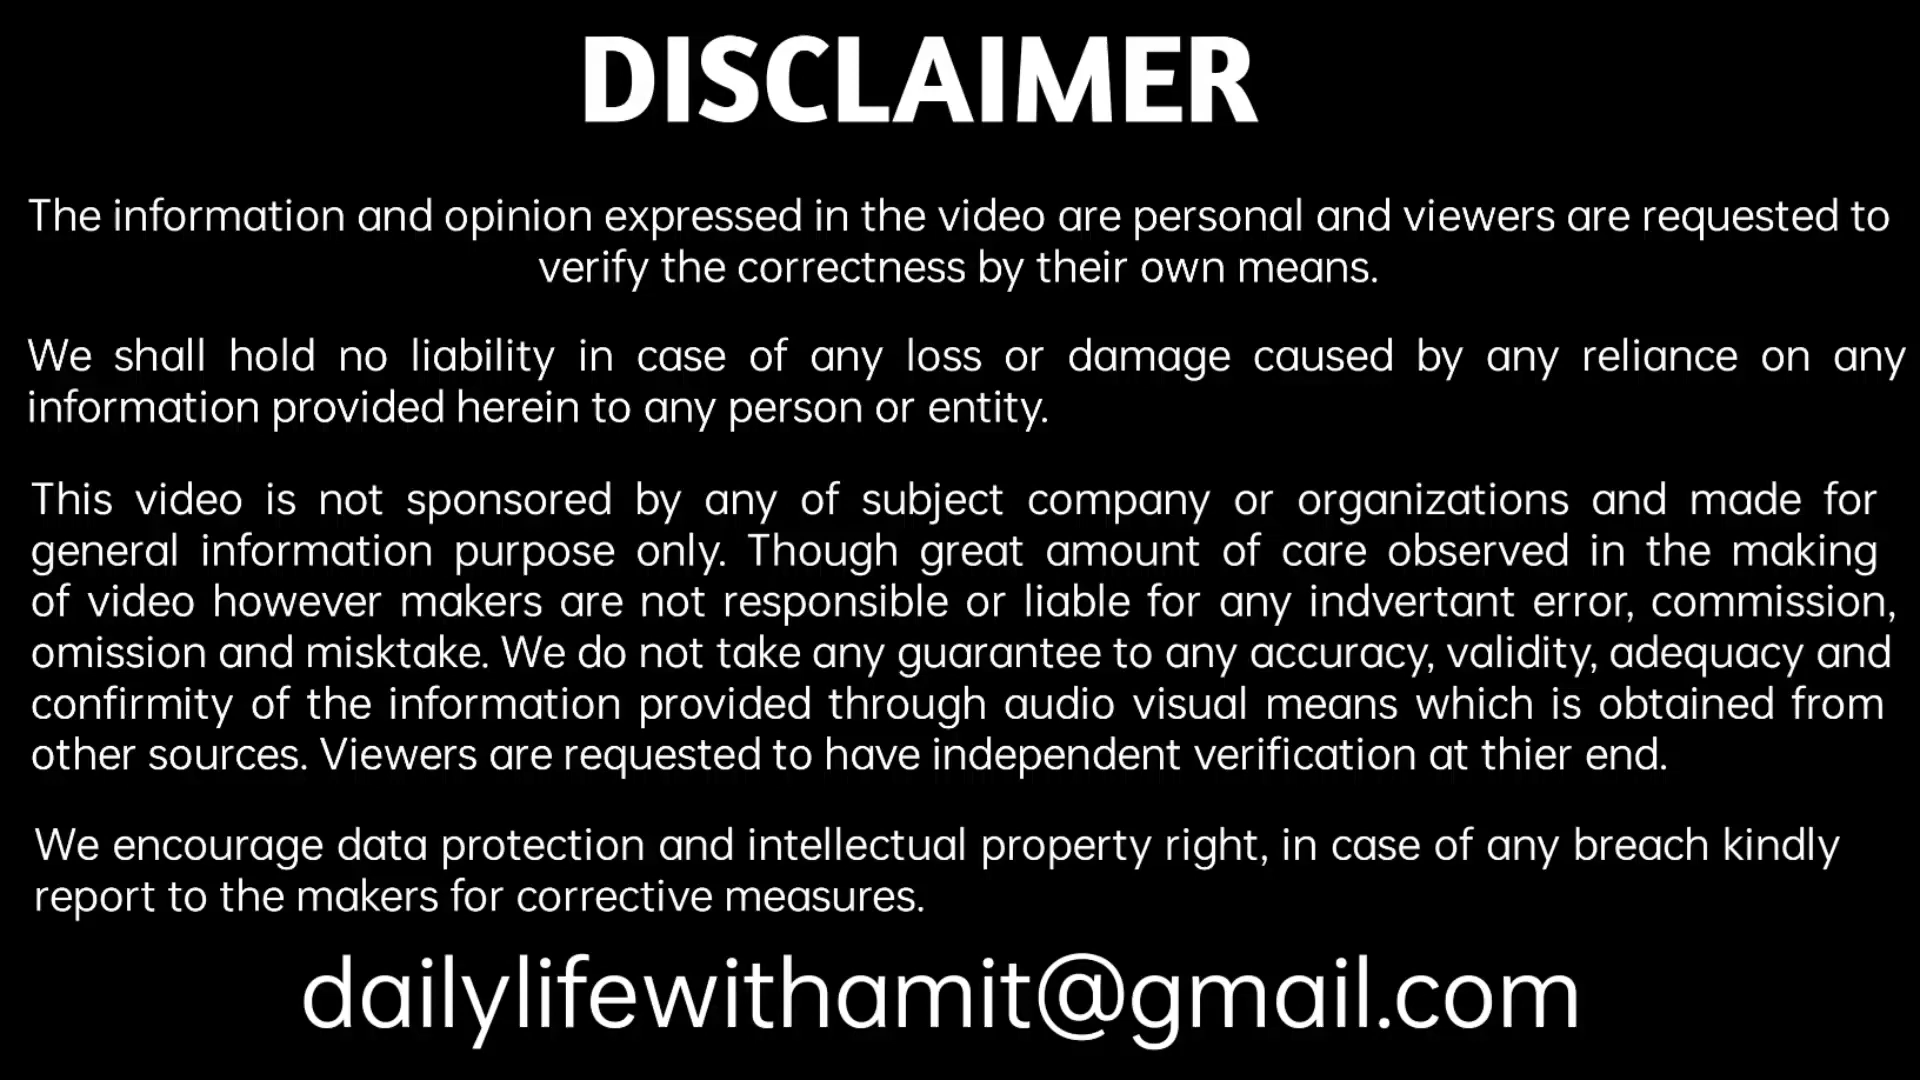 DISCLAIMER
The information and opinion expressed in the video are personal and viewers are requested to
verify the correctness by their own means.
We shall hold no liability in case of any loss or damage caused by any reliance on any
information provided herein to any person or entity.
This video is not sponsored by any of subject company or organizations and made for
general information purpose only. Though great amount of care observed in the making
of video however makers are not responsible or liable for any indvertant error, commission,
omission and misktake. We do not take any guarantee to any accuracy, validity, adequacy and
confirmity of the information provided through audio visual means which is obtained from
other sources. Viewers are requested to have independent verification at thier end.
We encourage data protection and intellectual property right, in case of any breach kindly
report to the makers for corrective measures.
dailylifewithamit@gmail.com